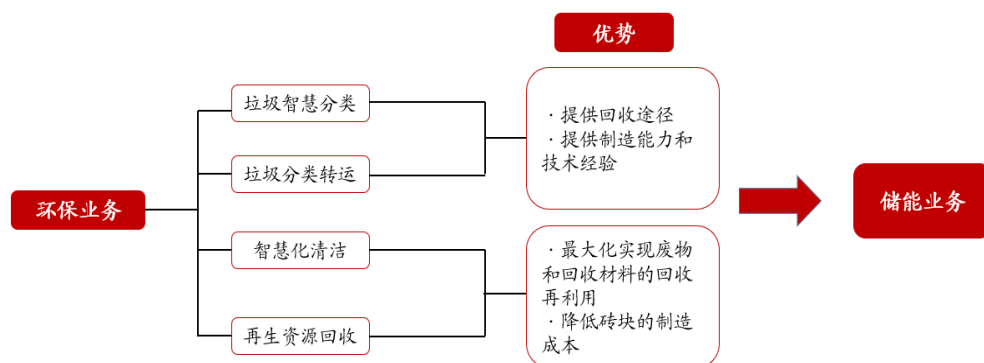 优势
垃圾智慧分类
垃圾分类转运
环保业务
智慧化清洁
再生资源回收
·提供回收途径
·提供制造能力和
技术经验
·最大化实现废物
和回收材料的回收
再利用
·降低砖块的制造
成本
储能业务